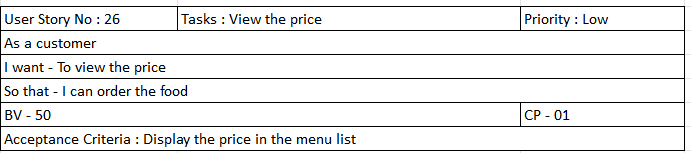 User Story No : 26 Tasks : View the price Priority : Low
As a customer
I want - To view the price
So that - I can order the food
BV - 50 CP - 01
Acceptance Criteria : Display the price in the menu list